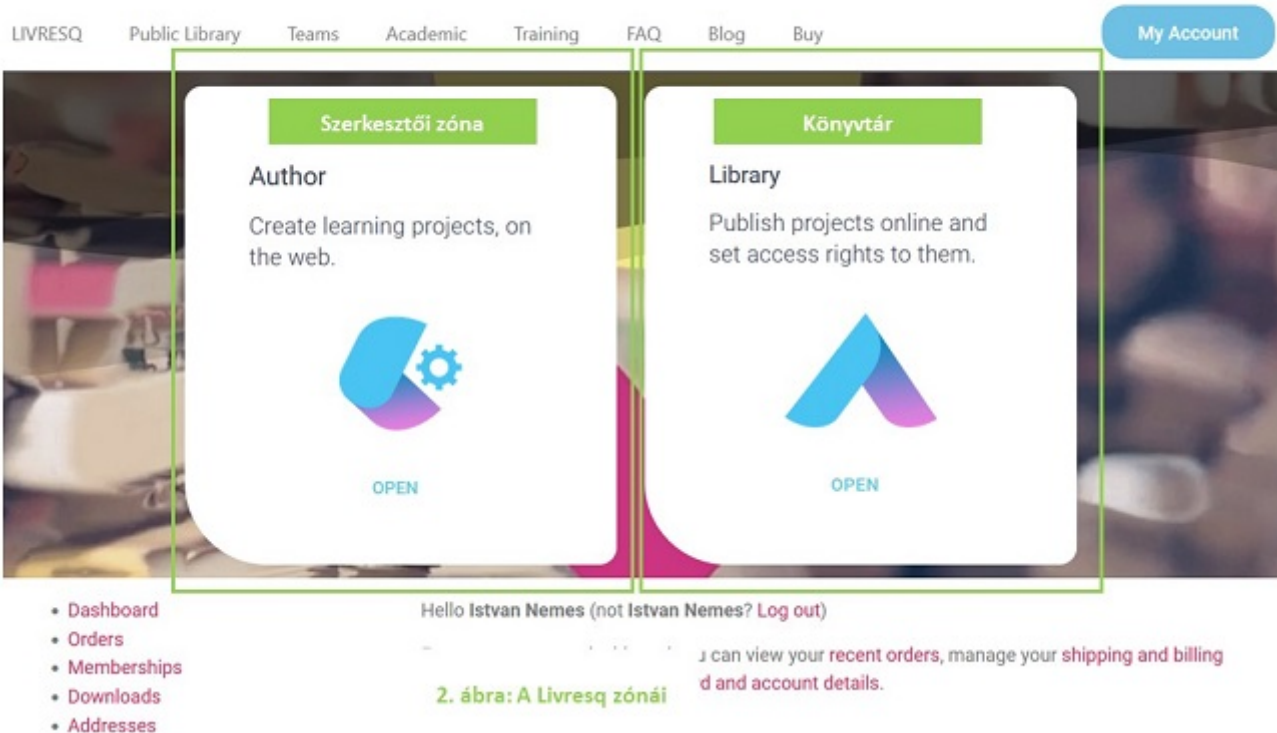 LIVRESQ Public Library Teams Academic Training FAQ Blog Buy My Account
Szerkesztői zóna
Author
Create learning projects, on
the web.
OPEN
Könyvtár
Library
Publish projects online and
set access rights to them.
OPEN
• Dashboard
• Orders
• Memberships
• Downloads
• Addresses
Hello Istvan Nemes (not Istvan Nemes? Log out)
can view your recent orders, manage your shipping and billing
d and account details.
2. ábra: A Livresq zónái